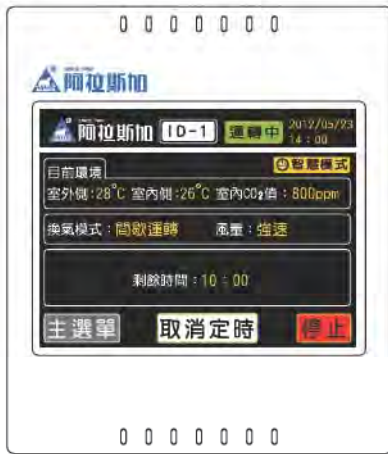 阿拉斯加
阿拉斯加 ID-1 運轉中 2012/05/23 14:00
智慧模式
目前環境
室外側:28°C 室內側:26°C 室內CO₂值:800ppm
換氣模式:間歇運轉 風量:強速
剩餘時間:10:00
主選單 取消定時 停止